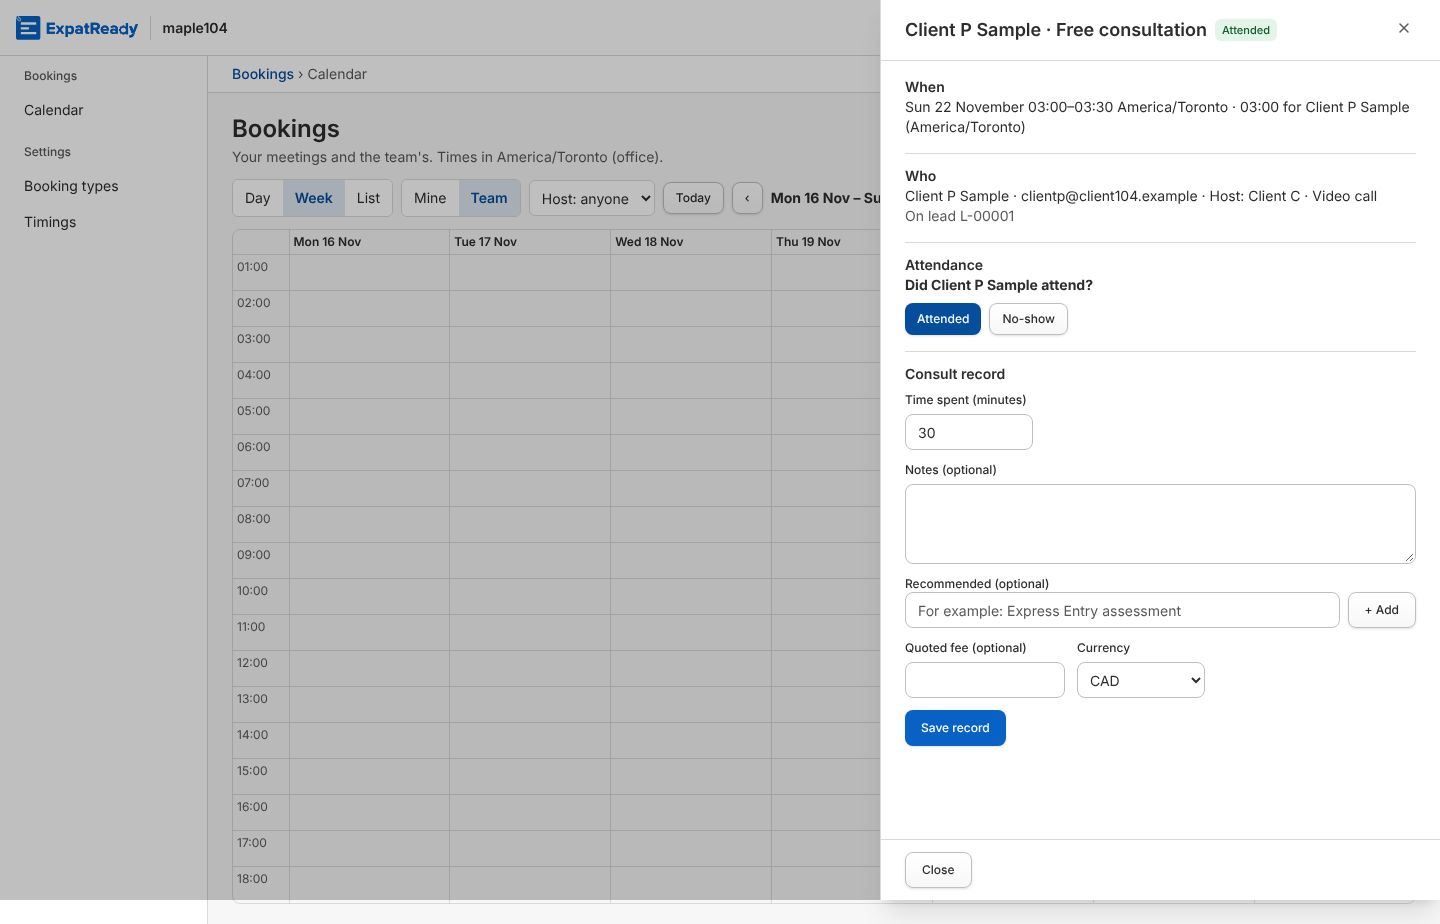 ExpatReady
maple104
Bookings
Calendar
Settings
Booking types
Timings
Bookings › Calendar
Bookings
Your meetings and the team's. Times in America/Toronto (office).
Day Week List Mine Team Host: anyone Today ‹ Mon 16 Nov – Su
Mon 16 Nov Tue 17 Nov Wed 18 Nov Thu 19 Nov
01:00
02:00
03:00
04:00
05:00
06:00
07:00
08:00
09:00
10:00
11:00
12:00
13:00
14:00
15:00
16:00
17:00
18:00
Client P Sample · Free consultation Attended ×
When
Sun 22 November 03:00–03:30 America/Toronto · 03:00 for Client P Sample
(America/Toronto)
Who
Client P Sample · clientp@client104.example · Host: Client C · Video call
On lead L-00001
Attendance
Did Client P Sample attend?
Attended No-show
Consult record
Time spent (minutes)
30
Notes (optional)
Recommended (optional)
For example: Express Entry assessment + Add
Quoted fee (optional) Currency
CAD
Save record
Close